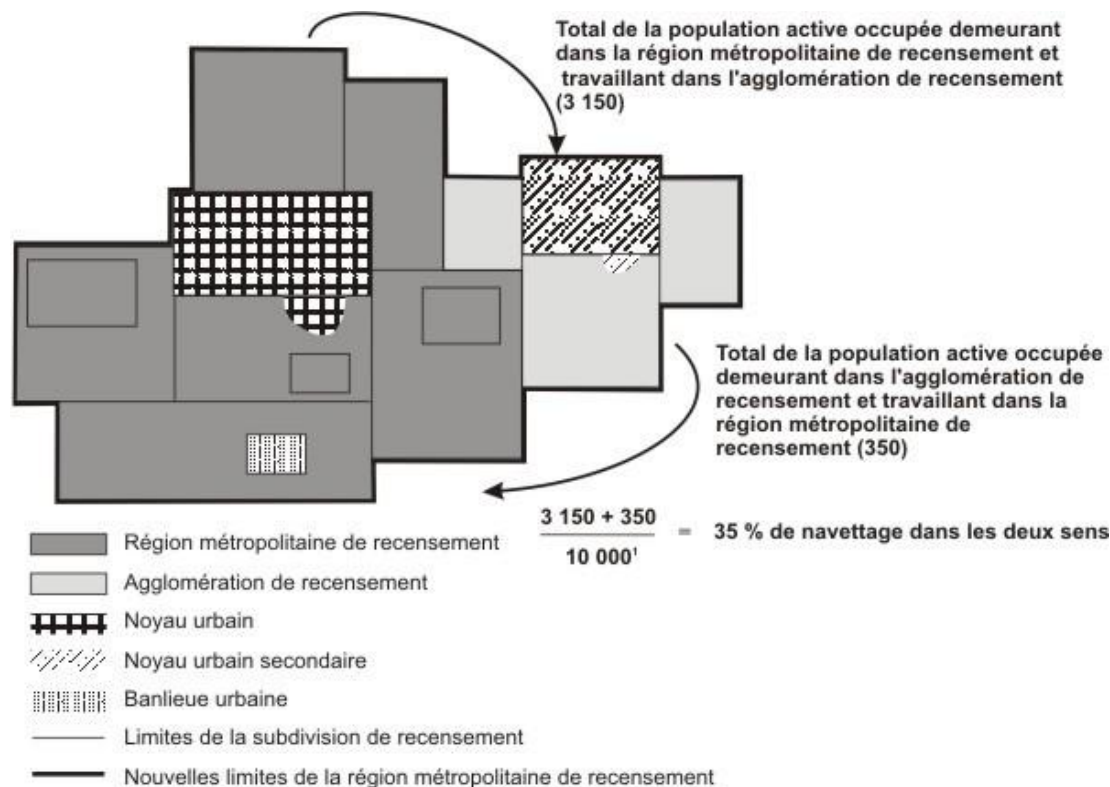 Total de la population active occupée demeurant
dans la région métropolitaine de recensement et
travaillant dans l'agglomération de recensement
(3 150)
Total de la population active occupée
demeurant dans l'agglomération de
recensement et travaillant dans la
région métropolitaine de
recensement (350)
3 150 + 350
10 000¹
= 35 % de navettage dans les deux sens
Région métropolitaine de recensement
Agglomération de recensement
Noyau urbain
Noyau urbain secondaire
Banlieue urbaine
Limites de la subdivision de recensement
Nouvelles limites de la région métropolitaine de recensement